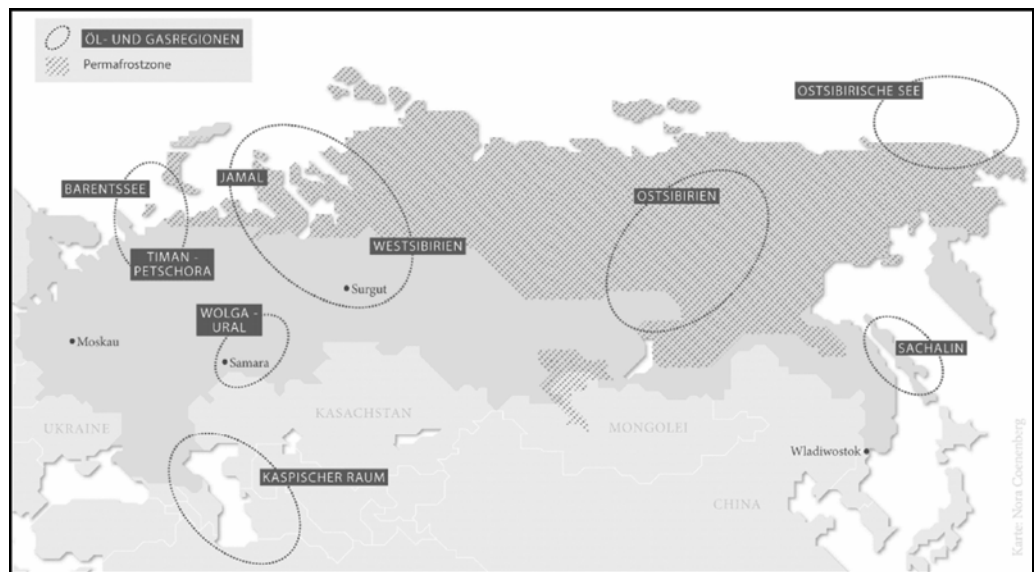 ÖL- UND GASREGIONEN
Permafrostzone
OSTSIBIRISCHE SEE
BARENTSSEE
JAMAL
OSTSIBIRIEN
TIMAN -
PETSCHORA
WESTSIBIRIEN
Surgut
WOLGA -
URAL
Moskau
Samara
SACHALIN
KASACHSTAN
UKRAINE
MONGOLEI
Wladiwostok
KASPISCHER RAUM
CHINA
Karte: Nora Coenenberg